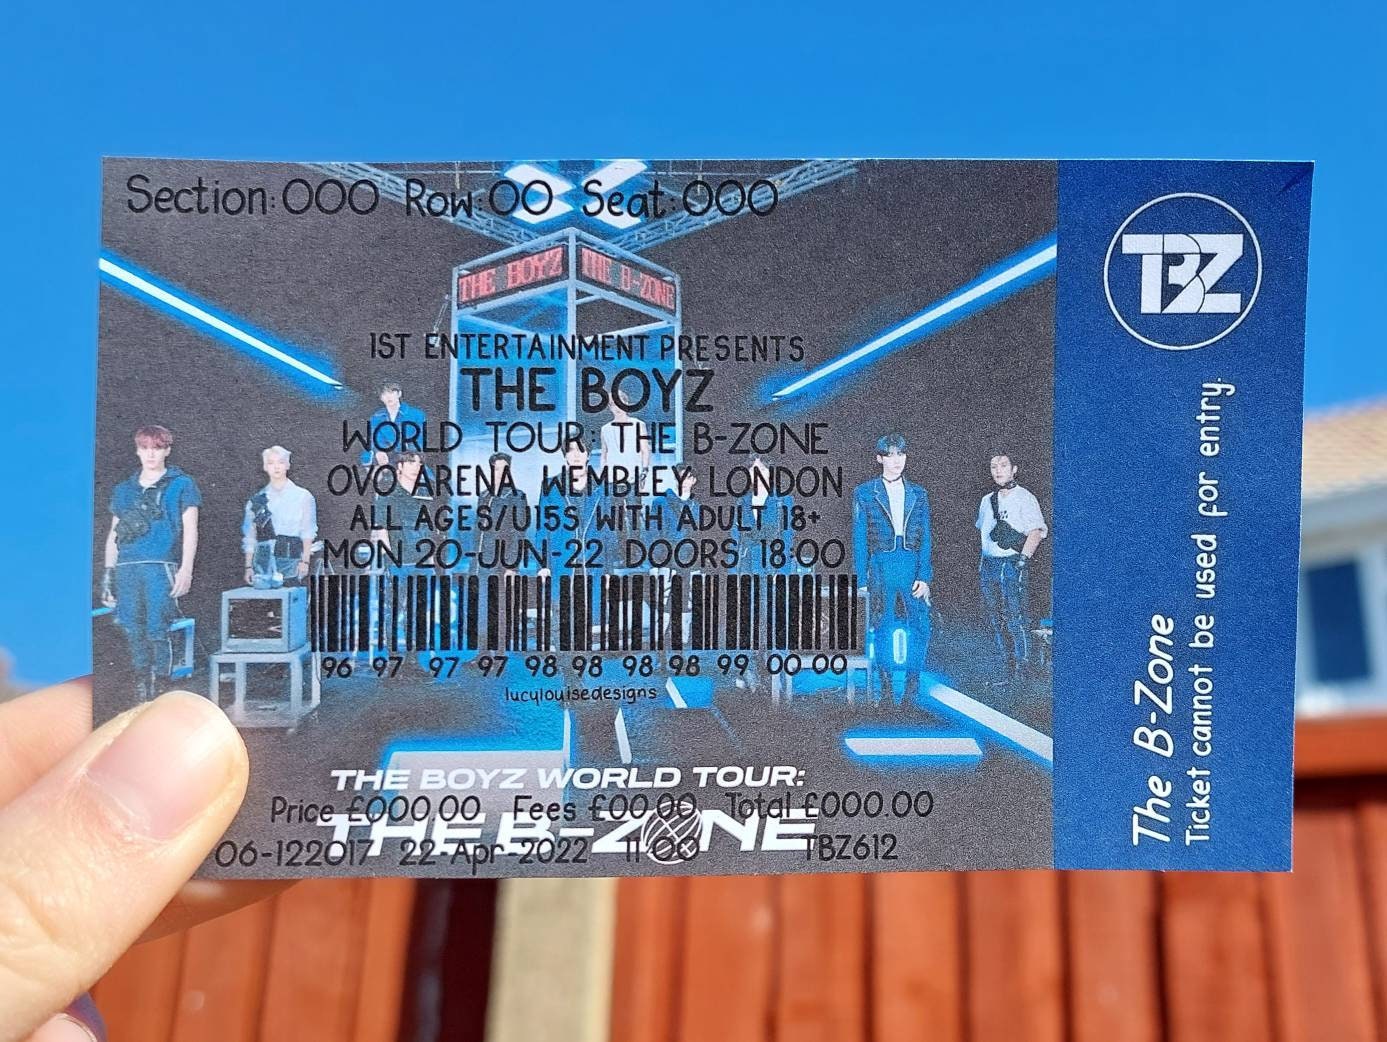 Section:000 Row:00 Seat:000
THE BOYZ THE B-ZONE
1ST ENTERTAINMENT PRESENTS
THE BOYZ
WORLD TOUR: THE B-ZONE
OVO ARENA, WEMBLEY, LONDON
ALL AGES/U15S WITH ADULT 18+
MON 20-JUN-22 DOORS 18:00
96 97 97 97 98 98 98 98 99 00 00
lucylouisedesigns
THE BOYZ WORLD TOUR:
Price £000.00 Fees £00.00 Total £000.00
THE B-ZONE
06-122017 22-Apr-2022 11:00 TBZ612
TBZ
The B-Zone
Ticket cannot be used for entry.